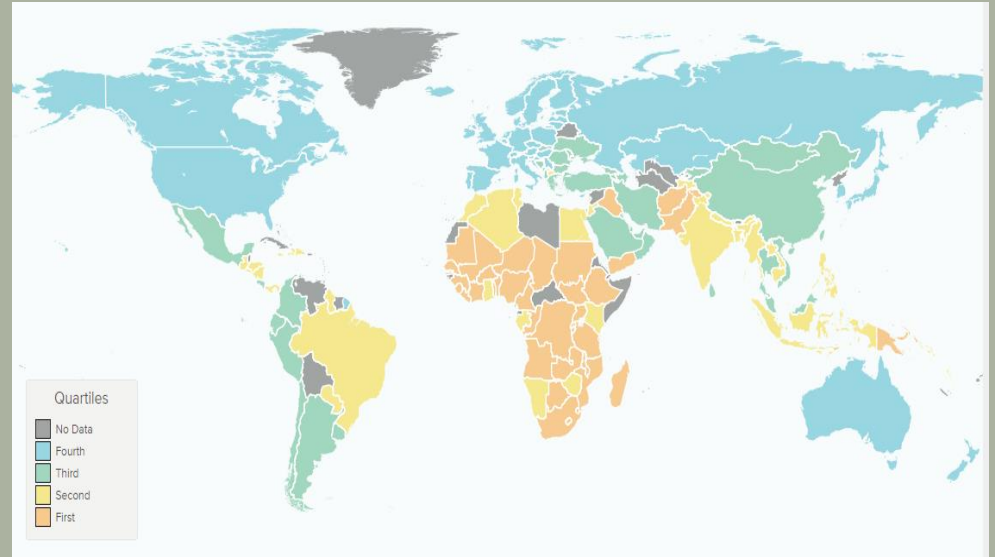 Quartiles
No Data
Fourth
Third
Second
First